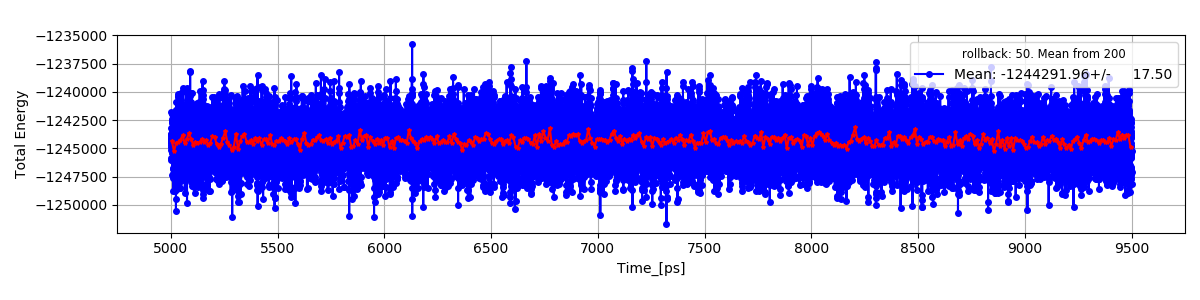 −1235000
−1237500
−1240000
−1242500
−1245000
−1247500
−1250000
Total Energy
rollback: 50. Mean from 200
Mean: -1244291.96+/-     17.50
5000 5500 6000 6500 7000 7500 8000 8500 9000 9500
Time_[ps]